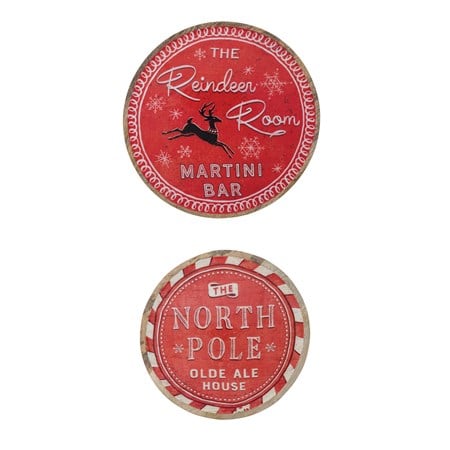 THE
Reindeer
Room
MARTINI
BAR
THE
NORTH
POLE
OLDE ALE
HOUSE